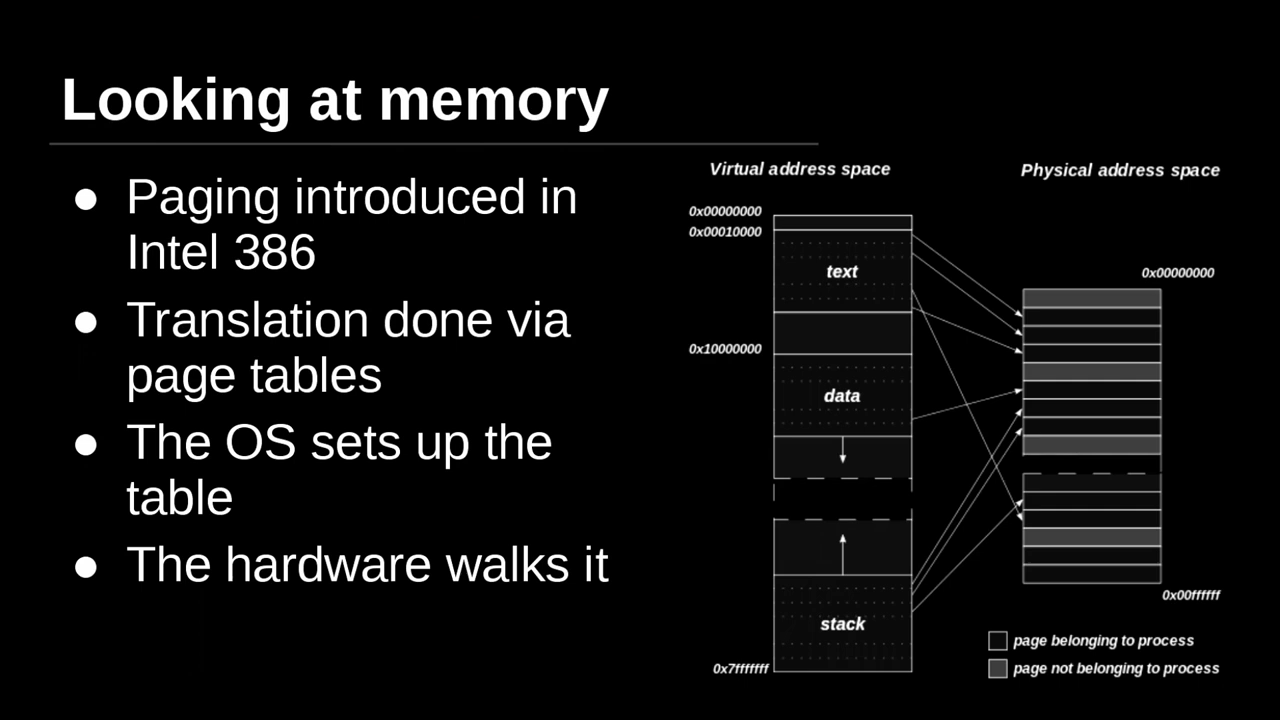 Looking at memory
● Paging introduced in
Intel 386
● Translation done via
page tables
● The OS sets up the
table
● The hardware walks it
Virtual address space
0x00000000
0x00010000
text
0x10000000
data
stack
0x7fffffff
Physical address space
0x00000000
0x00ffffff
page belonging to process
page not belonging to process